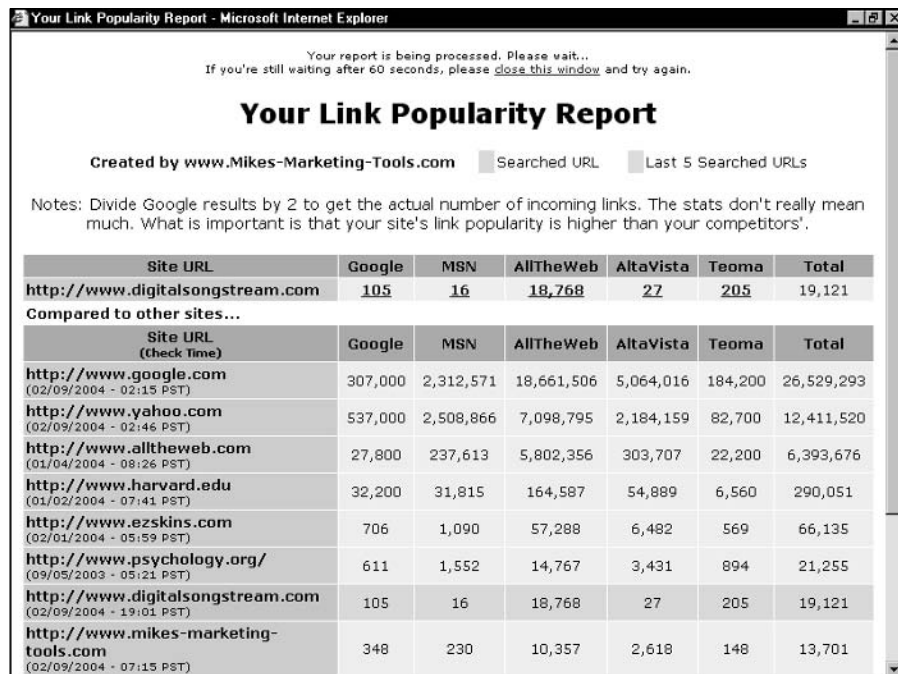 Your Link Popularity Report - Microsoft Internet Explorer
Your report is being processed. Please wait...
If you're still waiting after 60 seconds, please close this window and try again.
Your Link Popularity Report
Created by www.Mikes-Marketing-Tools.com Searched URL Last 5 Searched URLs
Notes: Divide Google results by 2 to get the actual number of incoming links. The stats don't really mean
much. What is important is that your site's link popularity is higher than your competitors'.
Site URL Google MSN AllTheWeb AltaVista Teoma Total
http://www.digitalsongstream.com 105 16 18,768 27 205 19,121
Compared to other sites...
Site URL Google MSN AllTheWeb AltaVista Teoma Total
(Check Time)
http://www.google.com 307,000 2,312,571 18,661,506 5,064,016 184,200 26,529,293
(02/09/2004 - 02:15 PST)
http://www.yahoo.com 537,000 2,508,866 7,098,795 2,184,159 82,700 12,411,520
(02/09/2004 - 02:46 PST)
http://www.alltheweb.com 27,800 237,613 5,802,356 303,707 22,200 6,393,676
(01/04/2004 - 08:26 PST)
http://www.harvard.edu 32,200 31,815 164,587 54,889 6,560 290,051
(01/02/2004 - 07:41 PST)
http://www.ezskins.com 706 1,090 57,288 6,482 569 66,135
(02/01/2004 - 05:59 PST)
http://www.psychology.org/ 611 1,552 14,767 3,431 894 21,255
(09/05/2003 - 05:21 PST)
http://www.digitalsongstream.com 105 16 18,768 27 205 19,121
(02/09/2004 - 19:01 PST)
http://www.mikes-marketing-
tools.com 348 230 10,357 2,618 148 13,701
(02/09/2004 - 07:15 PST)